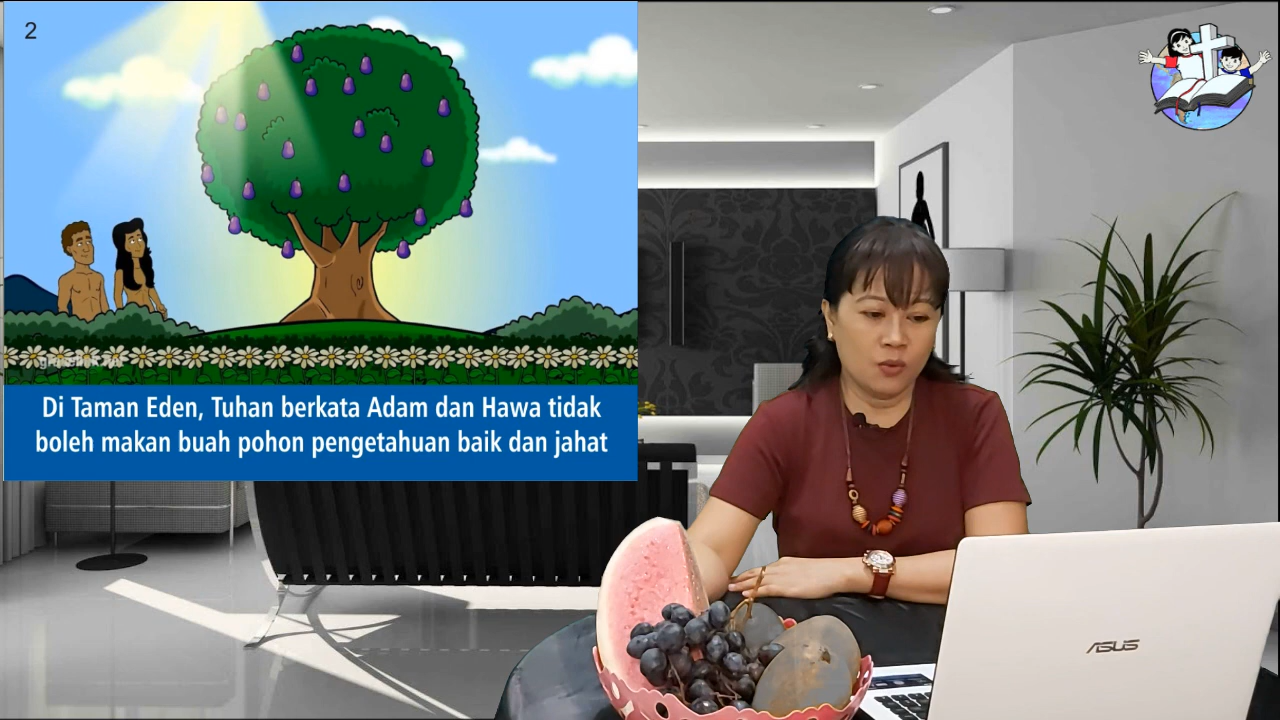 2
Di Taman Eden, Tuhan berkata Adam dan Hawa tidak
boleh makan buah pohon pengetahuan baik dan jahat
ASUS